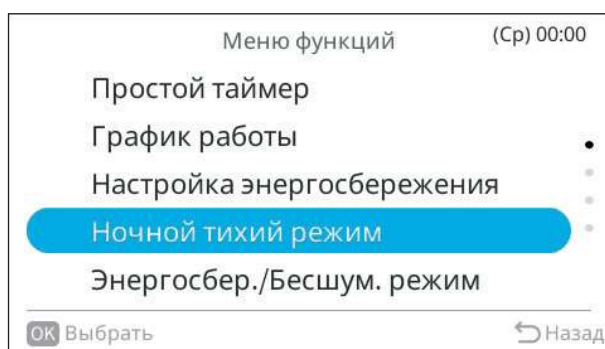 Меню функций (Ср) 00:00
Простой таймер
График работы
Настройка энергосбережения
Ночной тихий режим
Энергосбер./Бесшум. режим
OK Выбрать Назад